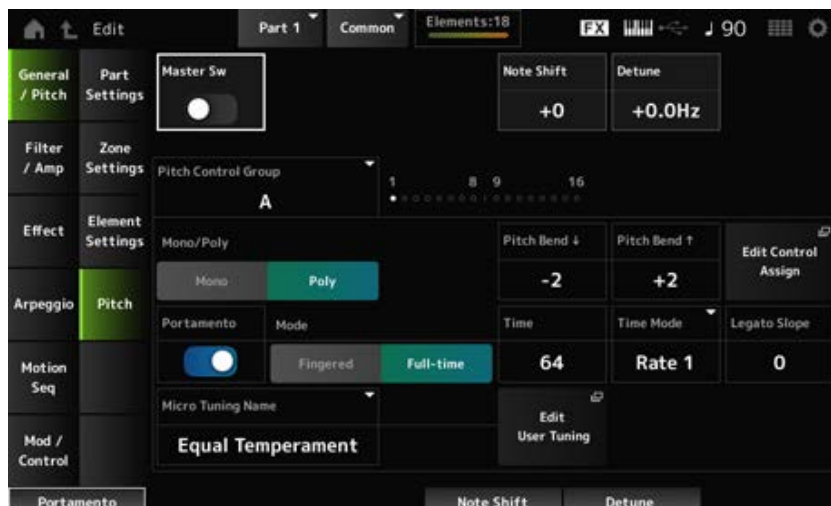 Edit
Part 1
Common
Elements:18
FX
90
General
/ Pitch
Part
Settings
Master Sw
Note Shift
+0
Detune
+0.0Hz
Filter
/ Amp
Zone
Settings
Pitch Control Group
A
1 8 9 16
Effect
Element
Settings
Mono/Poly
Mono
Poly
Pitch Bend ↓
-2
Pitch Bend ↑
+2
Edit Control
Assign
Arpeggio
Pitch
Portamento
Mode
Fingered
Full-time
Time
64
Time Mode
Rate 1
Legato Slope
0
Motion
Seq
Micro Tuning Name
Equal Temperament
Edit
User Tuning
Mod /
Control
Portamento
Note Shift
Detune